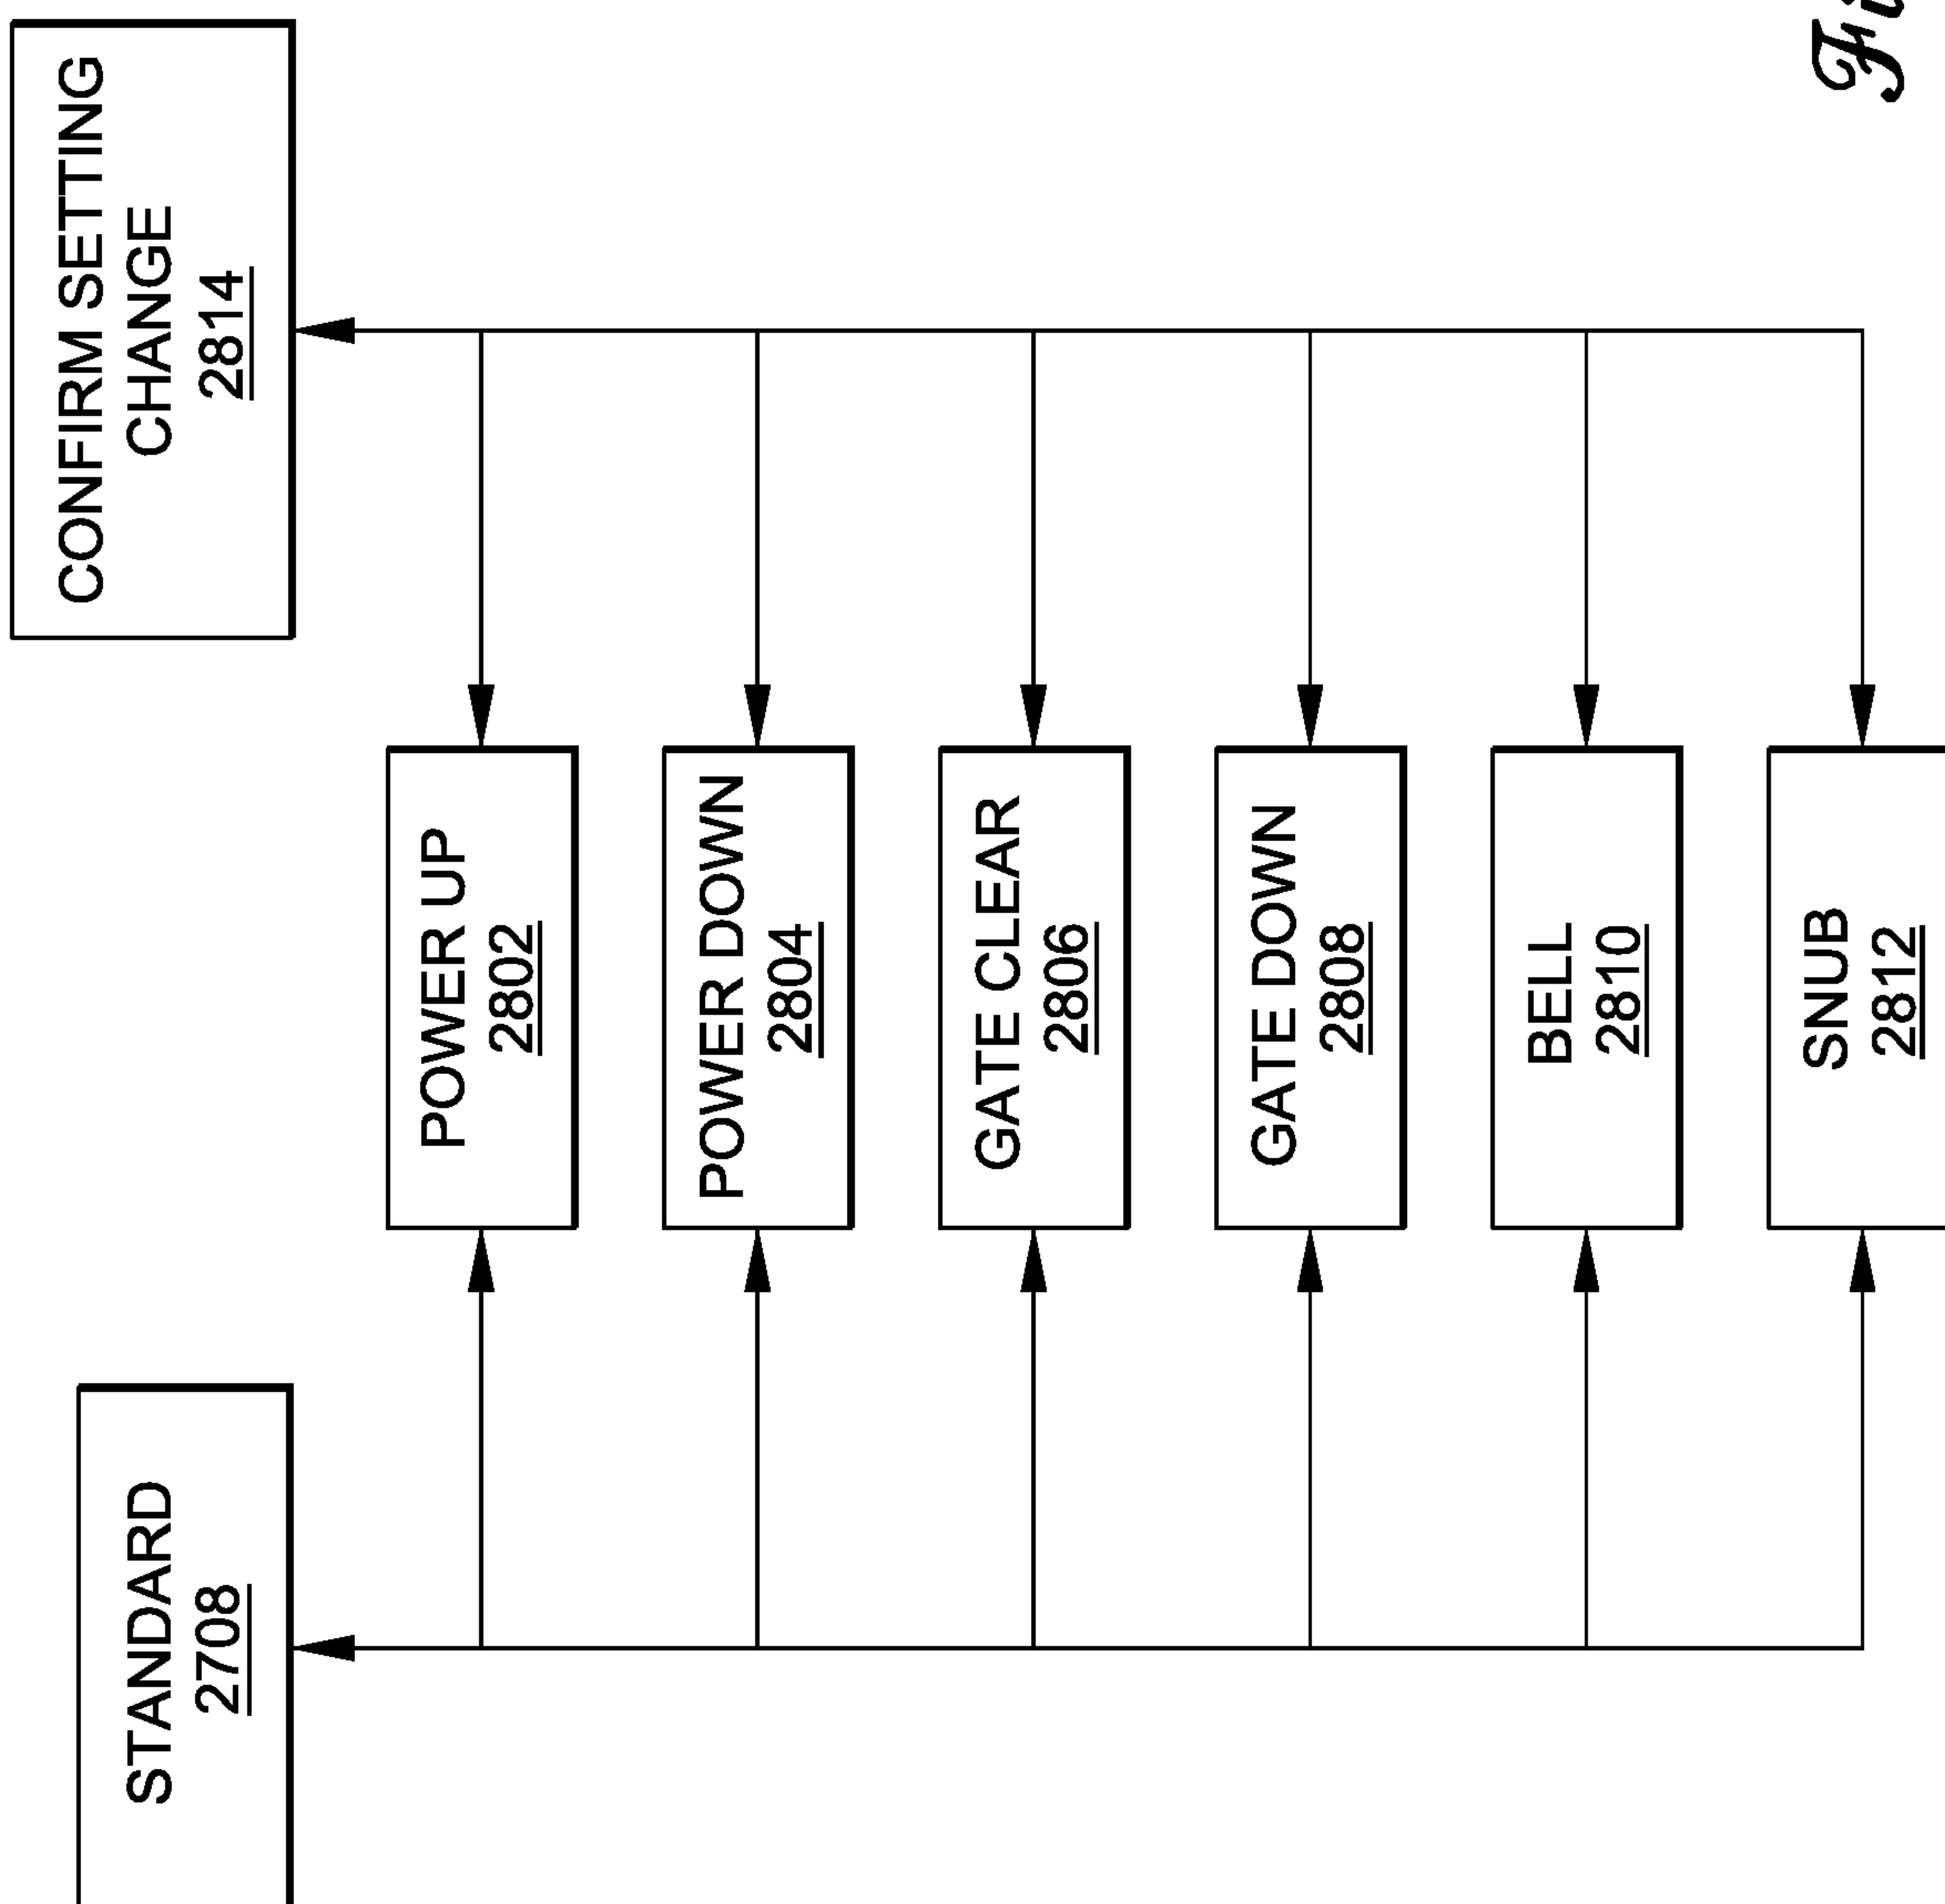 STANDARD
2708
CONFIRM SETTING
CHANGE
2814
POWER UP
2802
POWER DOWN
2804
GATE CLEAR
2806
GATE DOWN
2808
BELL
2810
SNUB
2812